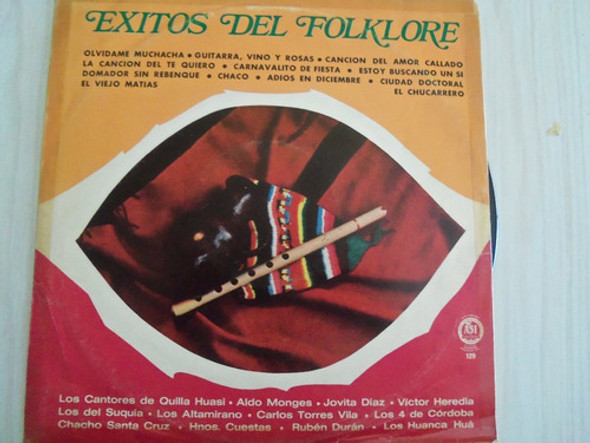 EXITOS DEL FOLKLORE
OLVIDAME MUCHACHA • GUITARRA, VINO Y ROSAS • CANCION DEL AMOR CALLADO
LA CANCION DEL TE QUIERO • CARNAVALITO DE FIESTA • ESTOY BUSCANDO UN SI
DOMADOR SIN REBENQUE • CHACO • ADIOS EN DICIEMBRE • CIUDAD DOCTORAL
EL VIEJO MATIAS EL CHUCARRERO
ASI
129
Los Cantores de Quilla Huasi • Aldo Monges • Jovita Díaz • Víctor Heredia
Los del Suquía • Los Altamirano • Carlos Torres Vila • Los 4 de Córdoba
Chacho Santa Cruz • Hnos. Cuestas • Rubén Durán • Los Huanca Huá